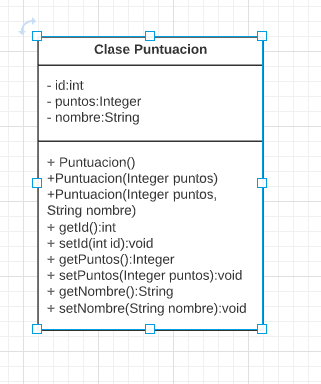 Clase Puntuacion
- id:int
- puntos:Integer
- nombre:String
+ Puntuacion()
+Puntuacion(Integer puntos)
+Puntuacion(Integer puntos,
String nombre)
+ getId():int
+ setId(int id):void
+ getPuntos():Integer
+ setPuntos(Integer puntos):void
+ getNombre():String
+ setNombre(String nombre):void